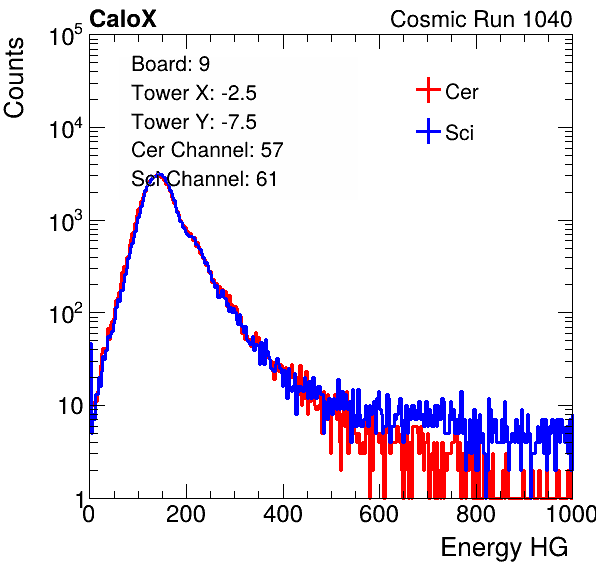 CaloX
Cosmic Run 1040
Counts
10^5
10^4
10^3
10^2
10
1
Board: 9
Tower X: -2.5
Tower Y: -7.5
Cer Channel: 57
Sci Channel: 61
Cer
Sci
0 200 400 600 800 1000
Energy HG